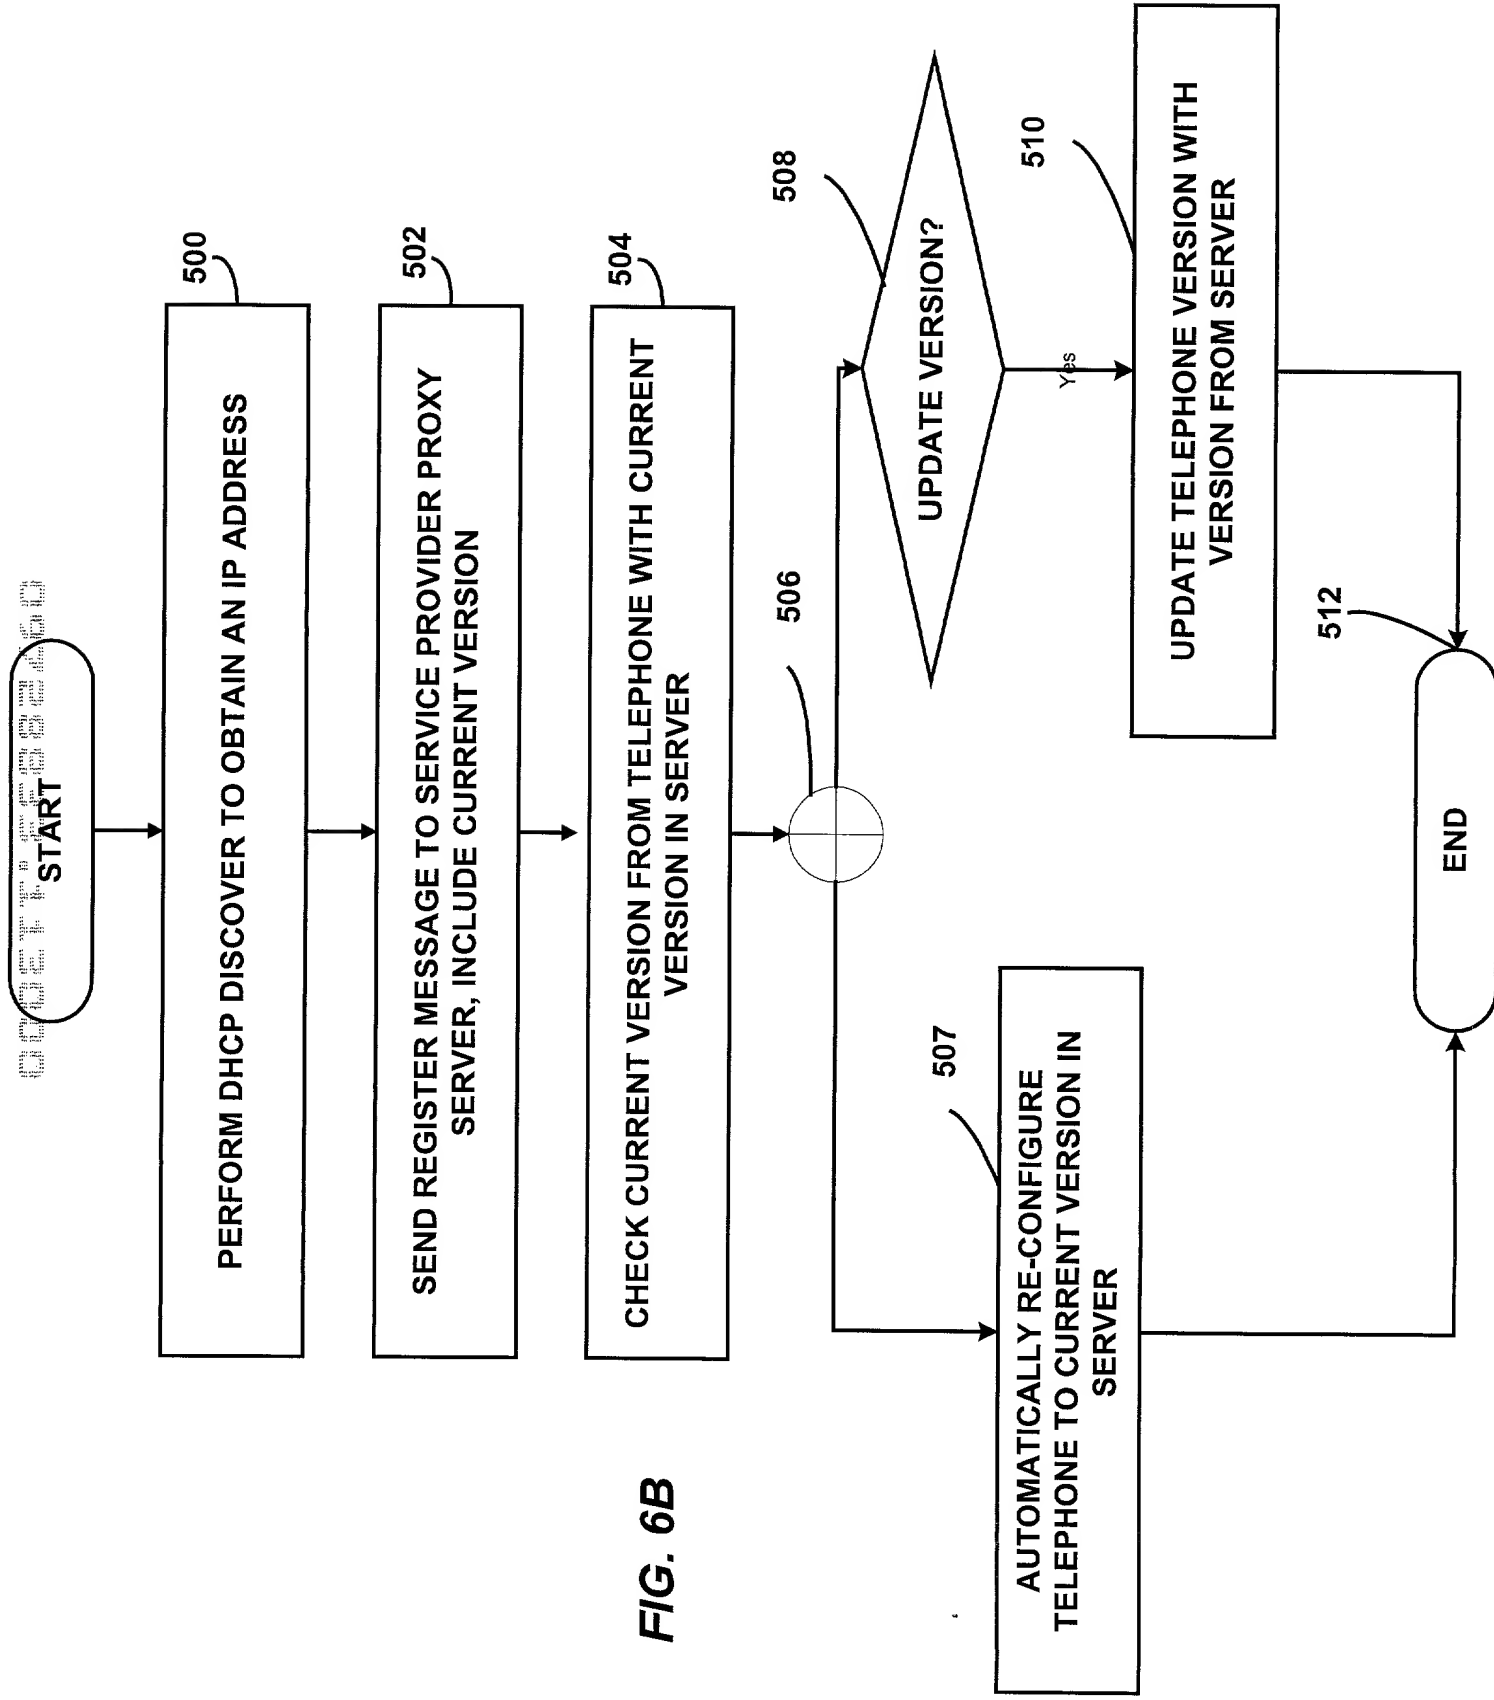 START
500
PERFORM DHCP DISCOVER TO OBTAIN AN IP ADDRESS
502
SEND REGISTER MESSAGE TO SERVICE PROVIDER PROXY
SERVER, INCLUDE CURRENT VERSION
504
CHECK CURRENT VERSION FROM TELEPHONE WITH CURRENT
VERSION IN SERVER
506
508
UPDATE VERSION?
Yes
507
AUTOMATICALLY RE-CONFIGURE
TELEPHONE TO CURRENT VERSION IN
SERVER
510
UPDATE TELEPHONE VERSION WITH
VERSION FROM SERVER
512
END
FIG. 6B